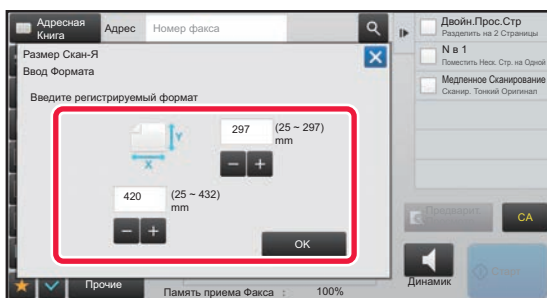 Адресная
Книга
Адрес
Номер факса
Двойн.Прос.Стр
Разделить на 2 Страницы
N в 1
Поместить Неск. Стр. на Одной
Медленное Сканирование
Сканир. Тонкий Оригинал
Размер Скан-Я
Ввод Формата
Введите регистрируемый формат
Y
X
297
(25 ~ 297)
mm
− +
420
(25 ~ 432)
mm
− +
OK
Предварит
CA
Старт
Динамик
Прочие
Память приема Факса : 100%